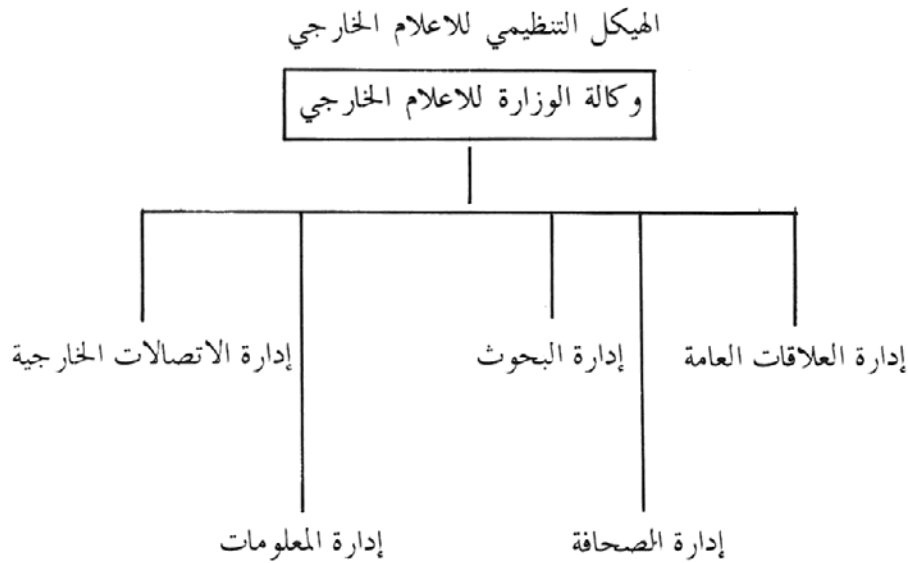 الهيكل التنظيمي للاعلام الخارجي
وكالة الوزارة للاعلام الخارجي
إدارة العلاقات العامة
إدارة البحوث
إدارة الاتصالات الخارجية
إدارة الصحافة
إدارة المعلومات